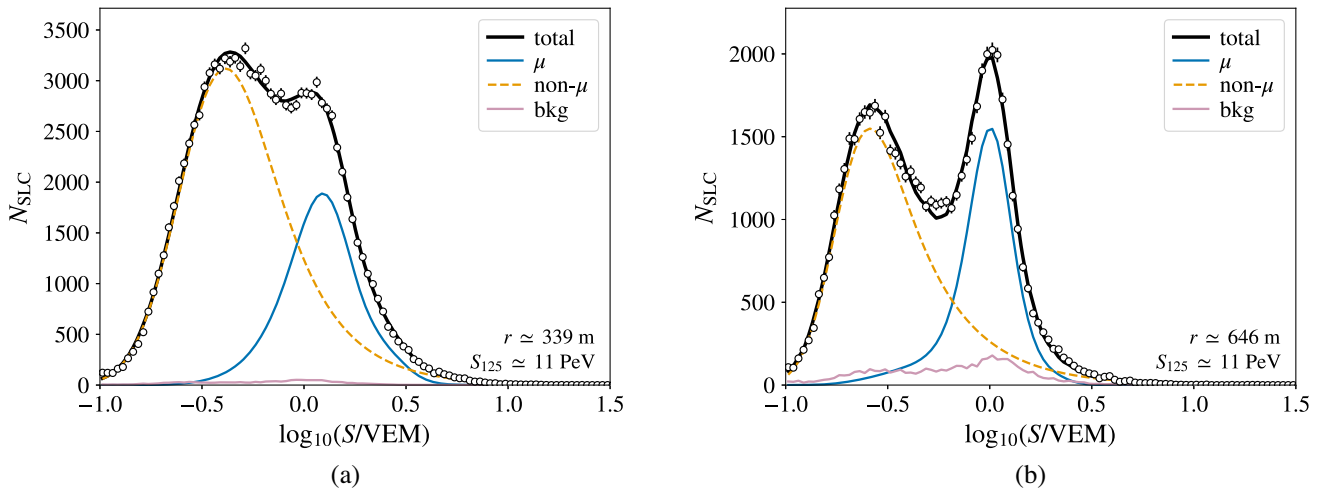 3500
3000
2500
2000
1500
1000
500
0
N_SLC
−1.0 −0.5 0.0 0.5 1.0 1.5
log₁₀(S/VEM)
total
μ
non-μ
bkg
r ≃ 339 m
S₁₂₅ ≃ 11 PeV
(a)
2000
1500
1000
500
0
N_SLC
−1.0 −0.5 0.0 0.5 1.0 1.5
log₁₀(S/VEM)
total
μ
non-μ
bkg
r ≃ 646 m
S₁₂₅ ≃ 11 PeV
(b)